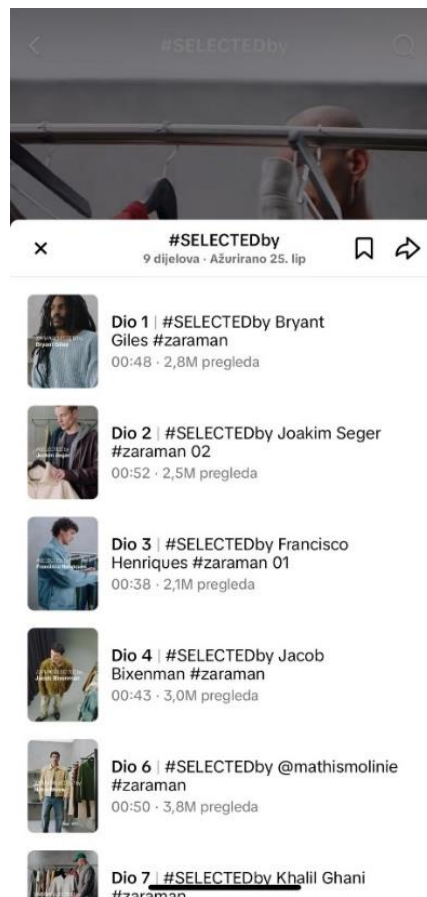 #SELECTEDby
#SELECTEDby
9 dijelova · Ažurirano 25. lip
Dio 1 | #SELECTEDby Bryant
Giles #zaraman
00:48 · 2,8M pregleda
Dio 2 | #SELECTEDby Joakim Seger
#zaraman 02
00:52 · 2,5M pregleda
Dio 3 | #SELECTEDby Francisco
Henriques #zaraman 01
00:38 · 2,1M pregleda
Dio 4 | #SELECTEDby Jacob
Bixenman #zaraman
00:43 · 3,0M pregleda
Dio 6 | #SELECTEDby @mathismolinie
#zaraman
00:50 · 3,8M pregleda
Dio 7 | #SELECTEDby Khalil Ghani
#zaraman